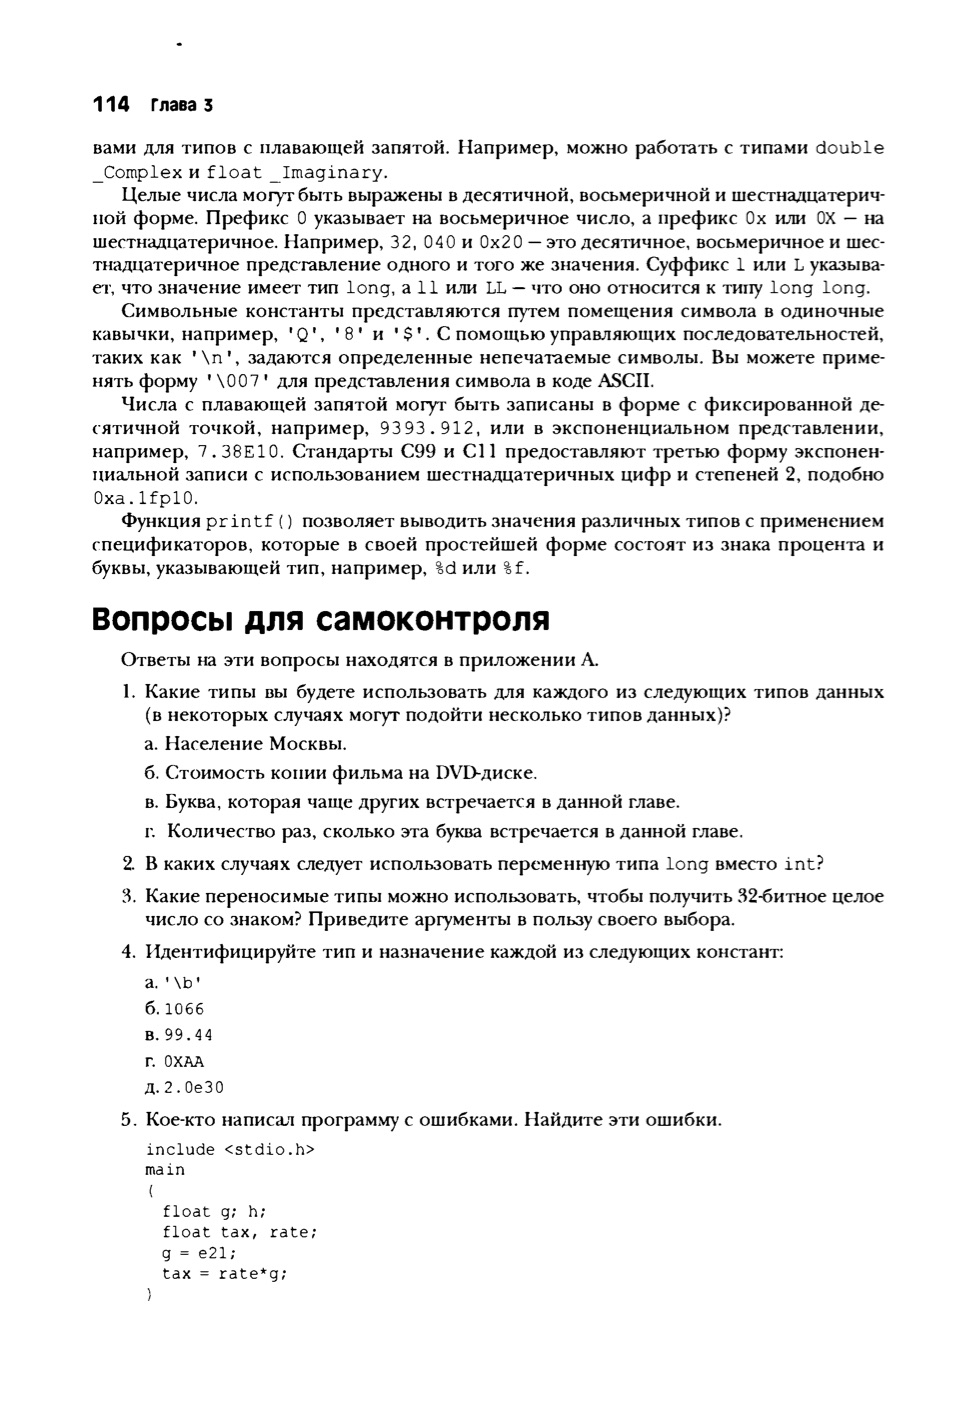 114 Глава 3
вами для типов с плавающей запятой. Например, можно работать с типами double
_Complex и float _Imaginary.
Целые числа могут быть выражены в десятичной, восьмеричной и шестнадцатерич-
ной форме. Префикс 0 указывает на восьмеричное число, а префикс 0x или 0X — на
шестнадцатеричное. Например, 32, 040 и 0x20 — это десятичное, восьмеричное и шес-
тнадцатеричное представление одного и того же значения. Суффикс l или L указыва-
ет, что значение имеет тип long, а ll или LL — что оно относится к типу long long.
Символьные константы представляются путем помещения символа в одиночные
кавычки, например, 'Q', '8' и '$'. С помощью управляющих последовательностей,
таких как '\n', задаются определенные непечатаемые символы. Вы можете приме-
нять форму '\007' для представления символа в коде ASCII.
Числа с плавающей запятой могут быть записаны в форме с фиксированной де-
сятичной точкой, например, 9393.912, или в экспоненциальном представлении,
например, 7.38E10. Стандарты C99 и C11 предоставляют третью форму экспонен-
циальной записи с использованием шестнадцатеричных цифр и степеней 2, подобно
0xa.1fp10.
Функция printf() позволяет выводить значения различных типов с применением
спецификаторов, которые в своей простейшей форме состоят из знака процента и
буквы, указывающей тип, например, %d или %f.
Вопросы для самоконтроля
Ответы на эти вопросы находятся в приложении А.
1. Какие типы вы будете использовать для каждого из следующих типов данных
(в некоторых случаях могут подойти несколько типов данных)?
а. Население Москвы.
б. Стоимость копии фильма на DVD-диске.
в. Буква, которая чаще других встречается в данной главе.
г. Количество раз, сколько эта буква встречается в данной главе.
2. В каких случаях следует использовать переменную типа long вместо int?
3. Какие переносимые типы можно использовать, чтобы получить 32-битное целое
число со знаком? Приведите аргументы в пользу своего выбора.
4. Идентифицируйте тип и назначение каждой из следующих констант:
а. '\b'
б. 1066
в. 99.44
г. 0XAA
д. 2.0e30
5. Кое-кто написал программу с ошибками. Найдите эти ошибки.
include <stdio.h>
main
(
float g; h;
float tax, rate;
g = e21;
tax = rate*g;
)